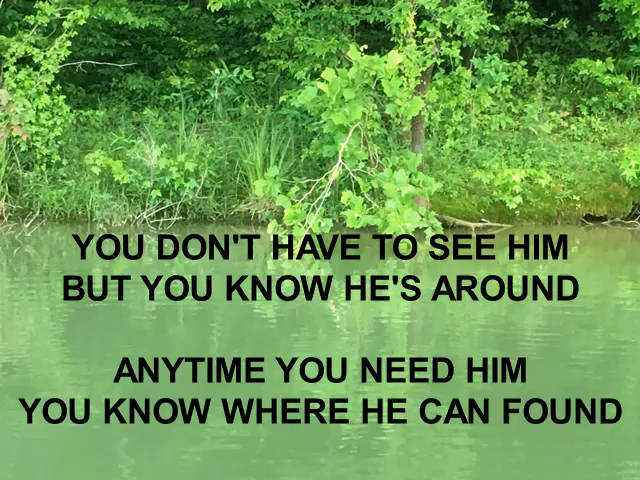 YOU DON'T HAVE TO SEE HIM
BUT YOU KNOW HE'S AROUND
ANYTIME YOU NEED HIM
YOU KNOW WHERE HE CAN FOUND